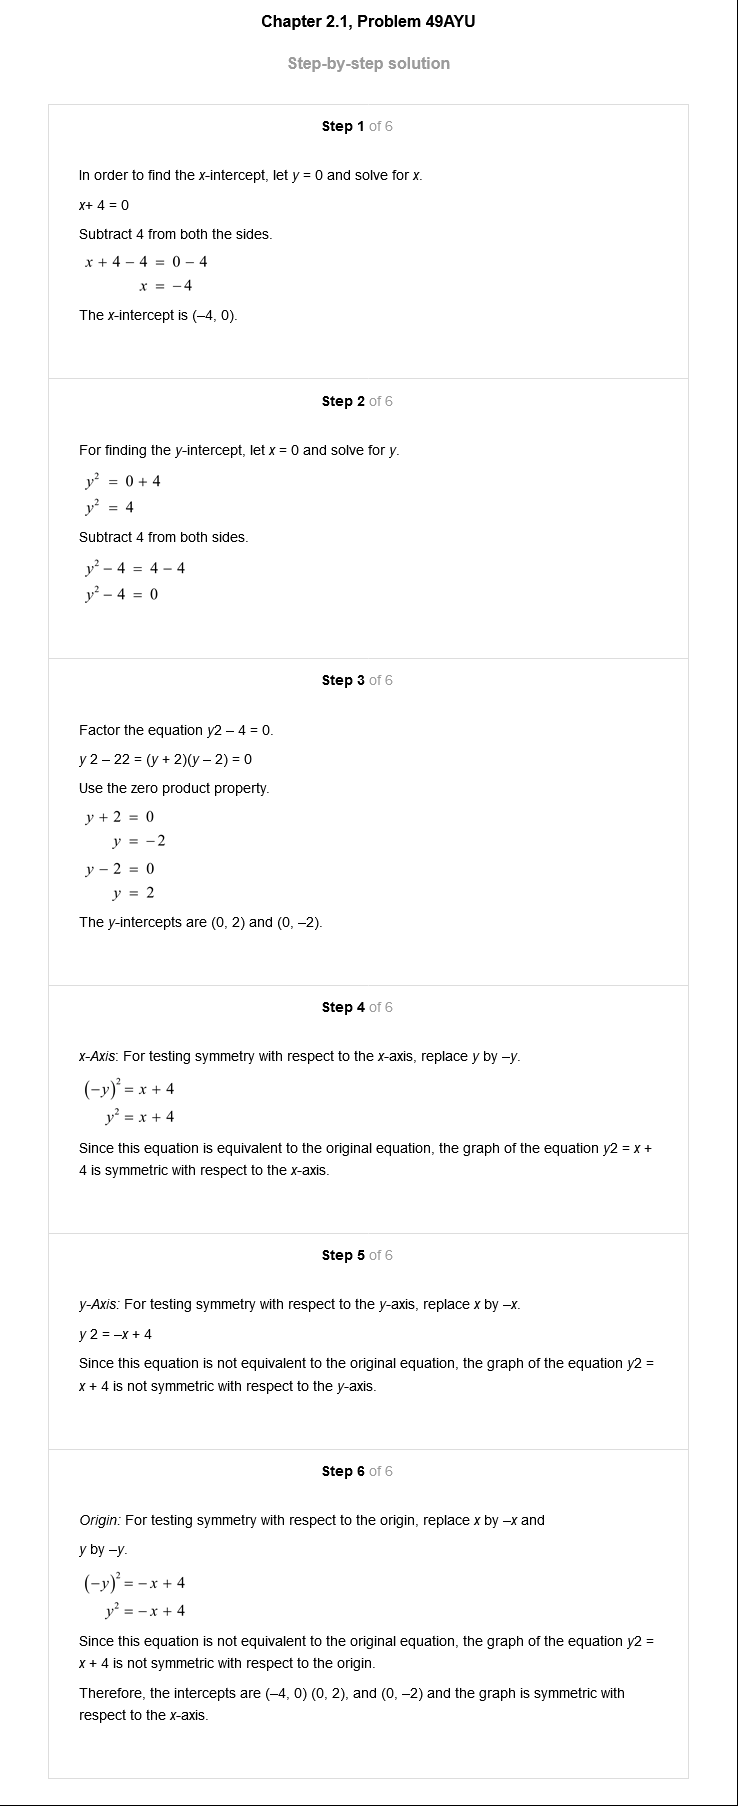 Chapter 2.1, Problem 49AYU
Step-by-step solution
Step 1 of 6
In order to find the x-intercept, let y = 0 and solve for x.
x+ 4 = 0
Subtract 4 from both the sides.
x + 4 − 4 = 0 − 4
x = −4
The x-intercept is (–4, 0).
Step 2 of 6
For finding the y-intercept, let x = 0 and solve for y.
y² = 0 + 4
y² = 4
Subtract 4 from both sides.
y² − 4 = 4 − 4
y² − 4 = 0
Step 3 of 6
Factor the equation y2 – 4 = 0.
y 2 – 22 = (y + 2)(y – 2) = 0
Use the zero product property.
y + 2 = 0
y = −2
y − 2 = 0
y = 2
The y-intercepts are (0, 2) and (0, –2).
Step 4 of 6
x-Axis: For testing symmetry with respect to the x-axis, replace y by –y.
(−y)² = x + 4
y² = x + 4
Since this equation is equivalent to the original equation, the graph of the equation y2 = x +
4 is symmetric with respect to the x-axis.
Step 5 of 6
y-Axis: For testing symmetry with respect to the y-axis, replace x by –x.
y 2 = –x + 4
Since this equation is not equivalent to the original equation, the graph of the equation y2 =
x + 4 is not symmetric with respect to the y-axis.
Step 6 of 6
Origin: For testing symmetry with respect to the origin, replace x by –x and
y by –y.
(−y)² = − x + 4
y² = − x + 4
Since this equation is not equivalent to the original equation, the graph of the equation y2 =
x + 4 is not symmetric with respect to the origin.
Therefore, the intercepts are (–4, 0) (0, 2), and (0, –2) and the graph is symmetric with
respect to the x-axis.